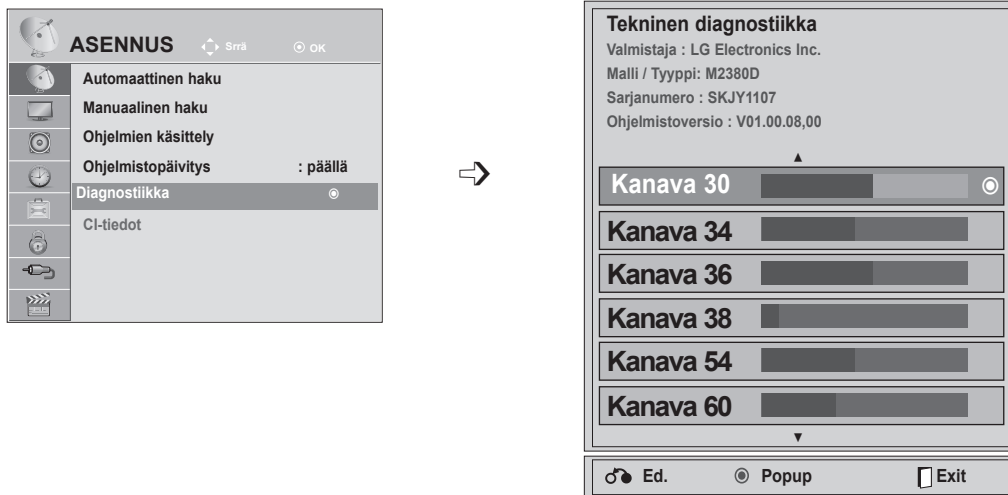 ASENNUS
Srrä
OK
Automaattinen haku
Manuaalinen haku
Ohjelmien käsittely
Ohjelmistopäivitys : päällä
Diagnostiikka
CI-tiedot
Tekninen diagnostiikka
Valmistaja : LG Electronics Inc.
Malli / Tyyppi: M2380D
Sarjanumero : SKJY1107
Ohjelmistoversio : V01.00.08,00
Kanava 30
Kanava 34
Kanava 36
Kanava 38
Kanava 54
Kanava 60
Ed.
Popup
Exit